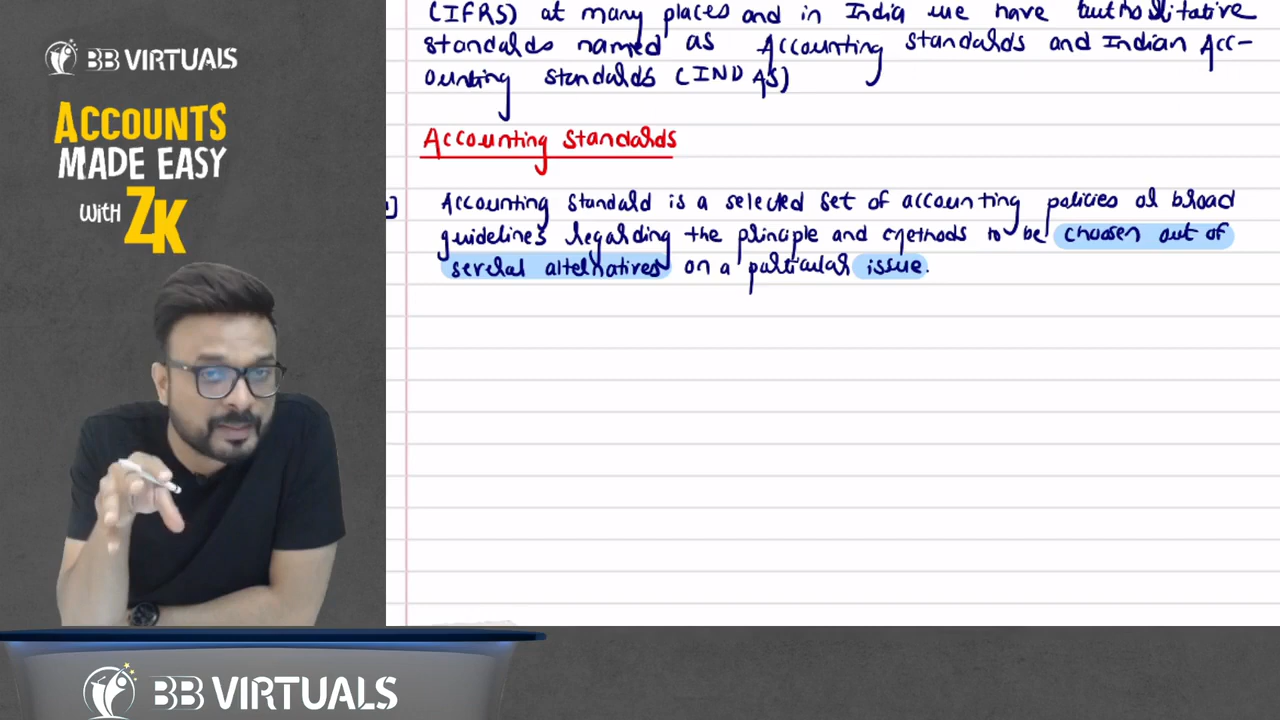 BB VIRTUALS
ACCOUNTS
MADE EASY
WITH ZK
(IFRS) at many places and in India we have authoritative
standards named as Accounting standards and Indian Acc-
ounting standards (IND AS)
Accounting Standards
Accounting Standard is a selected set of accounting policies or broad
guidelines regarding the principle and methods to be choosen out of
several alternatives on a particular issue.
BB VIRTUALS